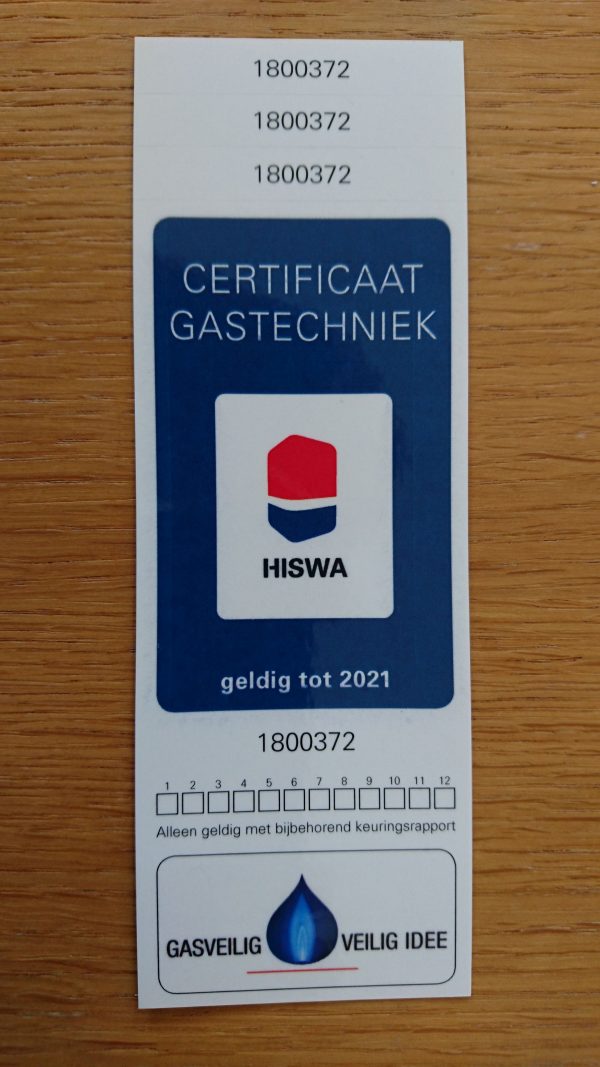 1800372
1800372
1800372
CERTIFICAAT
GASTECHNIEK
HISWA
geldig tot 2021
1800372
1 2 3 4 5 6 7 8 9 10 11 12
Alleen geldig met bijbehorend keuringsrapport
GASVEILIG VEILIG IDEE